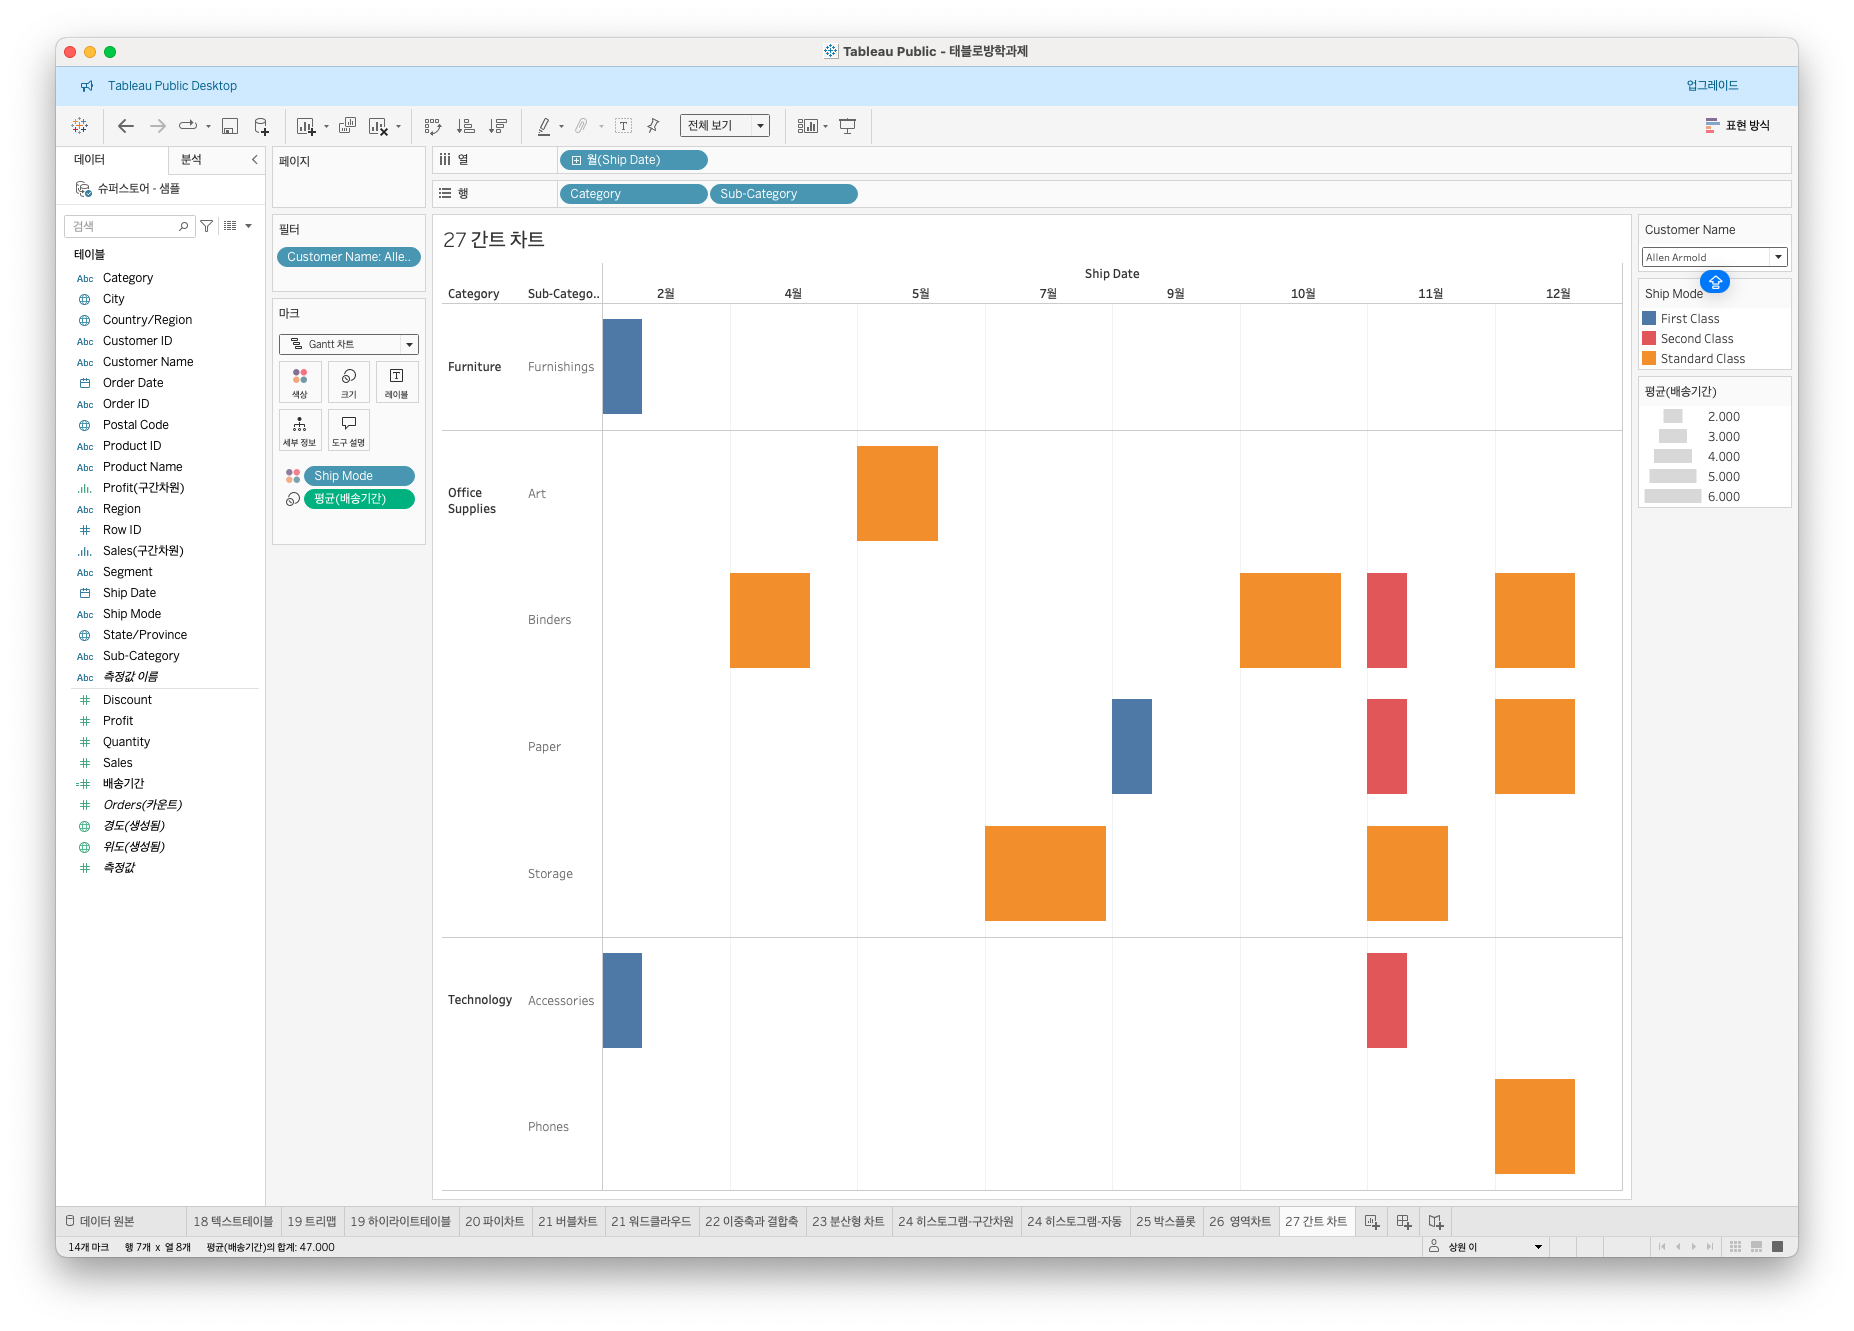 Tableau Public - 태블로방학과제
Tableau Public Desktop
업그레이드
전체 보기
표현 방식
데이터
분석
슈퍼스토어 - 샘플
검색
테이블
Abc Category
City
Country/Region
Abc Customer ID
Abc Customer Name
Order Date
Abc Order ID
Postal Code
Abc Product ID
Abc Product Name
Profit(구간차원)
Abc Region
Row ID
Sales(구간차원)
Abc Segment
Ship Date
Abc Ship Mode
State/Province
Abc Sub-Category
Abc 측정값 이름
Discount
Profit
Quantity
Sales
배송기간
Orders(카운트)
경도(생성됨)
위도(생성됨)
측정값
페이지
필터
Customer Name: Alle..
마크
Gantt 차트
색상
크기
레이블
세부 정보
도구 설명
Ship Mode
평균(배송기간)
열
월(Ship Date)
행
Category
Sub-Category
27 간트 차트
Ship Date
Category Sub-Catego.. 2월 4월 5월 7월 9월 10월 11월 12월
Furniture Furnishings
Office
Supplies
Art
Binders
Paper
Storage
Technology Accessories
Phones
Customer Name
Allen Armold
Ship Mode
First Class
Second Class
Standard Class
평균(배송기간)
2.000
3.000
4.000
5.000
6.000
데이터 원본
18 텍스트테이블
19 트리맵
19 하이라이트테이블
20 파이차트
21 버블차트
21 워드클라우드
22 이중축과 결합축
23 분산형 차트
24 히스토그램-구간차원
24 히스토그램-자동
25 박스플롯
26 영역차트
27 간트 차트
14개 마크 행 7개 x 열 8개 평균(배송기간)의 합계: 47.000
상원 이